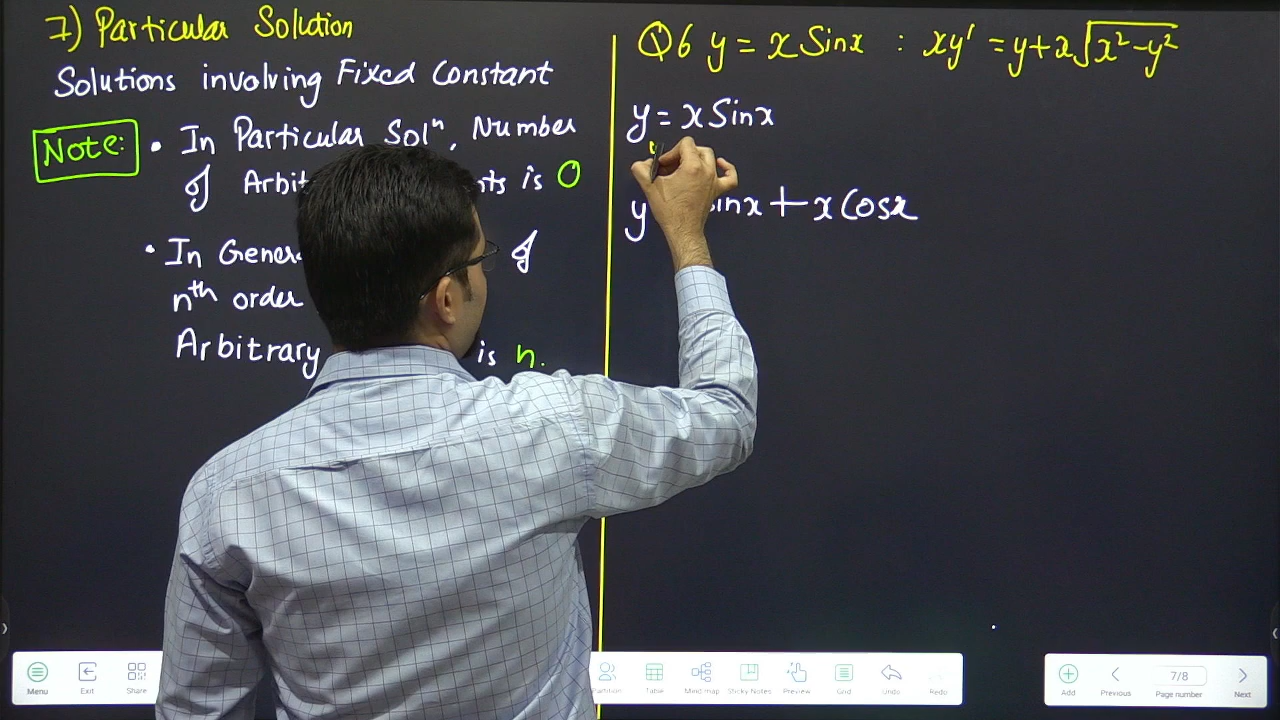 7) Particular Solution
Solutions involving Fixed Constant
Note:
• In Particular Solⁿ, Number
of Arbit ts is 0
• In Gener of
nth order
Arbitrary is n.
Q6 y = x Sinx : xy' = y+x√x²-y²
y = x Sinx
y sinx + x Cosx
Menu
Exit
Share
Partition
Table
Mind map
Sticky Notes
Preview
Grid
Undo
Redo
Add
Previous
7/8
Page number
Next